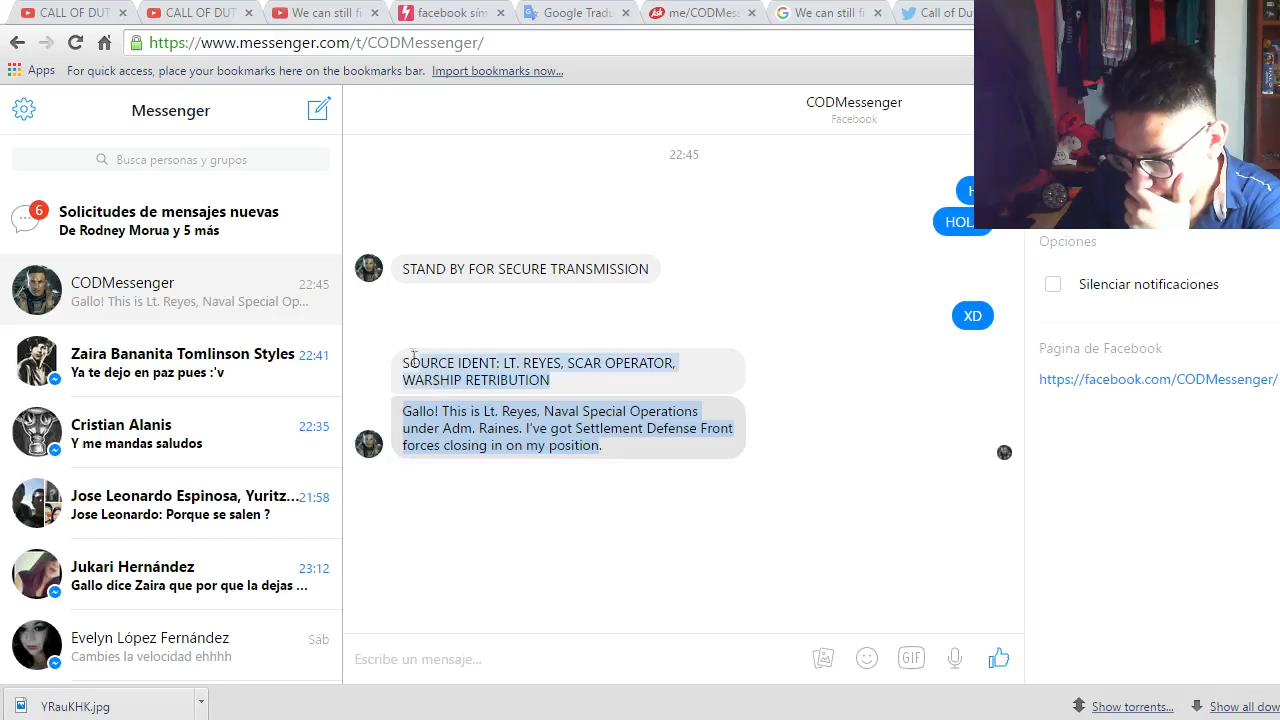 CALL OF DUT
CALL OF DUT
We can still fi
facebook sím
Google Tradu
me/CODMess
We can still fi
Call of Du
https://www.messenger.com/t/CODMessenger/
Apps
For quick access, place your bookmarks here on the bookmarks bar. Import bookmarks now...
Messenger
Busca personas y grupos
6
Solicitudes de mensajes nuevas
De Rodney Morua y 5 más
CODMessenger
22:45
Gallo! This is Lt. Reyes, Naval Special Op...
Zaira Bananita Tomlinson Styles
22:41
Ya te dejo en paz pues :'v
Cristian Alanis
22:35
Y me mandas saludos
Jose Leonardo Espinosa, Yuritz...
21:58
Jose Leonardo: Porque se salen ?
Jukari Hernández
23:12
Gallo dice Zaira que por que la dejas ...
Evelyn López Fernández
Sáb
Cambies la velocidad ehhhh
CODMessenger
Facebook
22:45
H
HOL
STAND BY FOR SECURE TRANSMISSION
XD
SOURCE IDENT: LT. REYES, SCAR OPERATOR,
WARSHIP RETRIBUTION
Gallo! This is Lt. Reyes, Naval Special Operations
under Adm. Raines. I've got Settlement Defense Front
forces closing in on my position.
Escribe un mensaje...
GIF
Opciones
Silenciar notificaciones
Página de Facebook
https://facebook.com/CODMessenger/
YRauKHK.jpg
Show torrents...
Show all dow